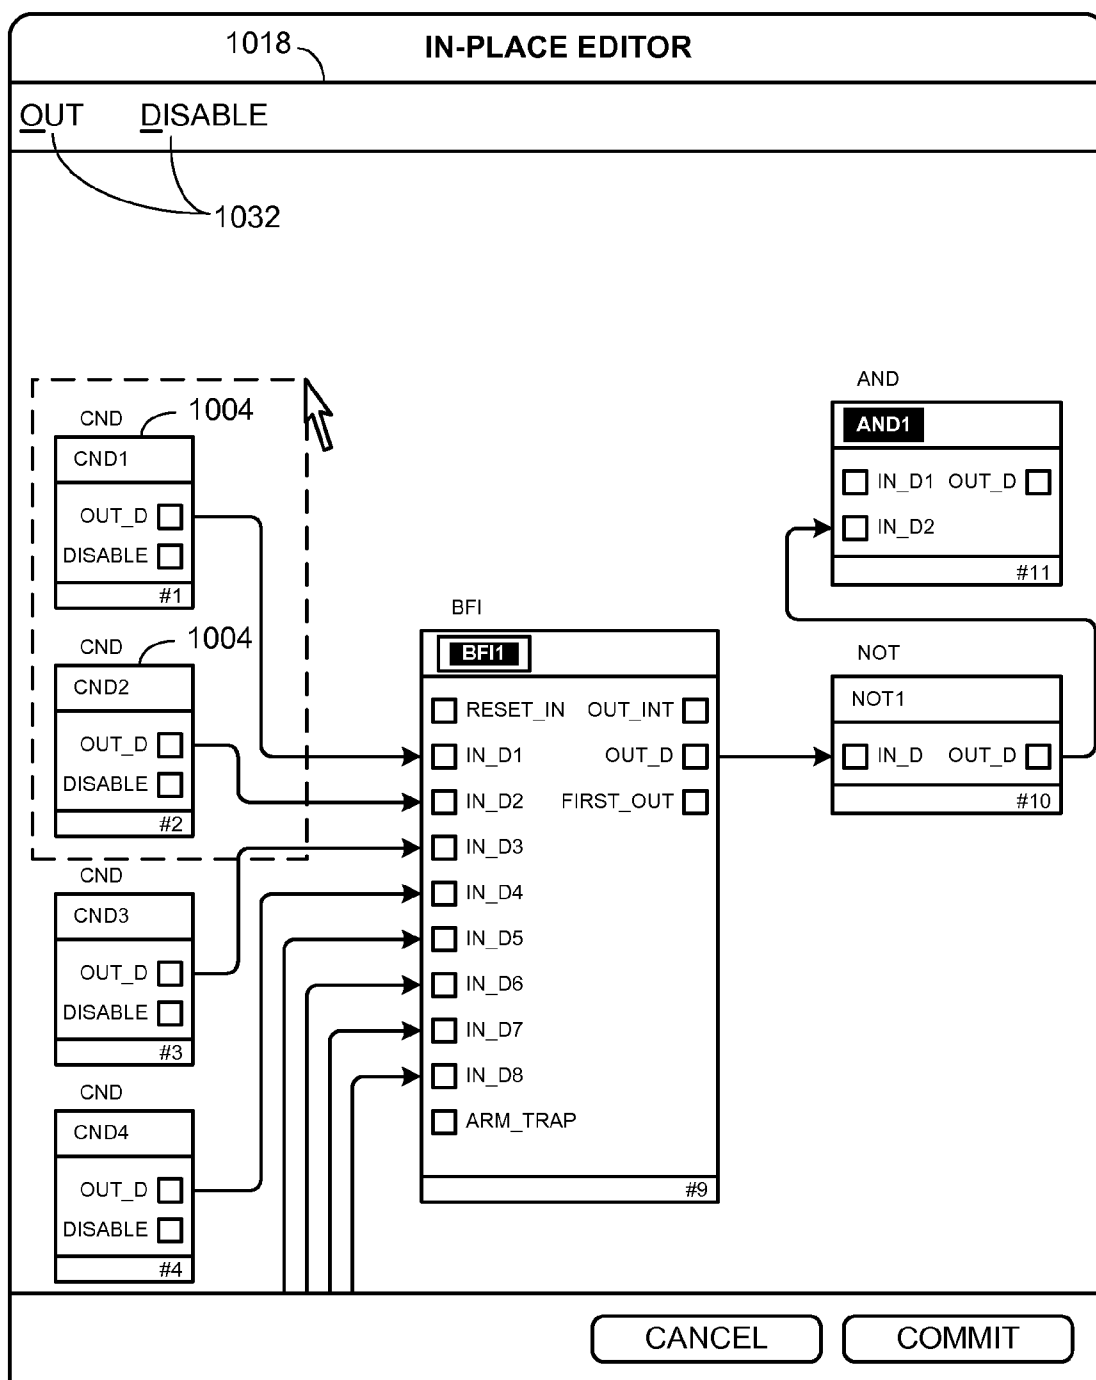 1018
IN-PLACE EDITOR
OUT DISABLE
1032
CND
1004
CND1
OUT_D
DISABLE
#1
CND
1004
CND2
OUT_D
DISABLE
#2
CND
CND3
OUT_D
DISABLE
#3
CND
CND4
OUT_D
DISABLE
#4
BFI
BFI1
RESET_IN OUT_INT
IN_D1 OUT_D
IN_D2 FIRST_OUT
IN_D3
IN_D4
IN_D5
IN_D6
IN_D7
IN_D8
ARM_TRAP
#9
AND
AND1
IN_D1 OUT_D
IN_D2
#11
NOT
NOT1
IN_D OUT_D
#10
CANCEL COMMIT